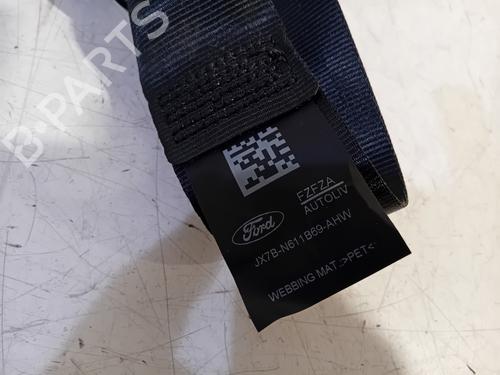 B-PARTS
FZFZA
AUTOLIV
Ford
JX7B-N611B69-AHW
WEBBING MAT.>PET<